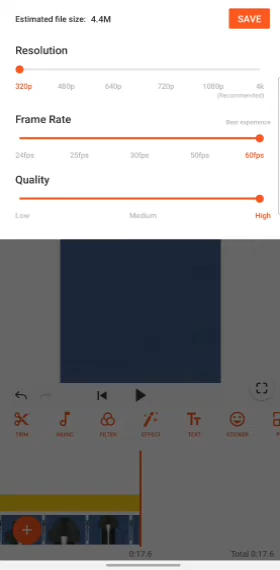 Estimated file size: 4.4M
SAVE
Resolution
320p 480p 640p 720p 1080p 4k
(Recommended)
Frame Rate
Best experience
24fps 25fps 30fps 50fps 60fps
Quality
Low Medium High
TRIM MUSIC FILTER EFFECT TEXT STICKER
0:17.6 Total 0:17.6